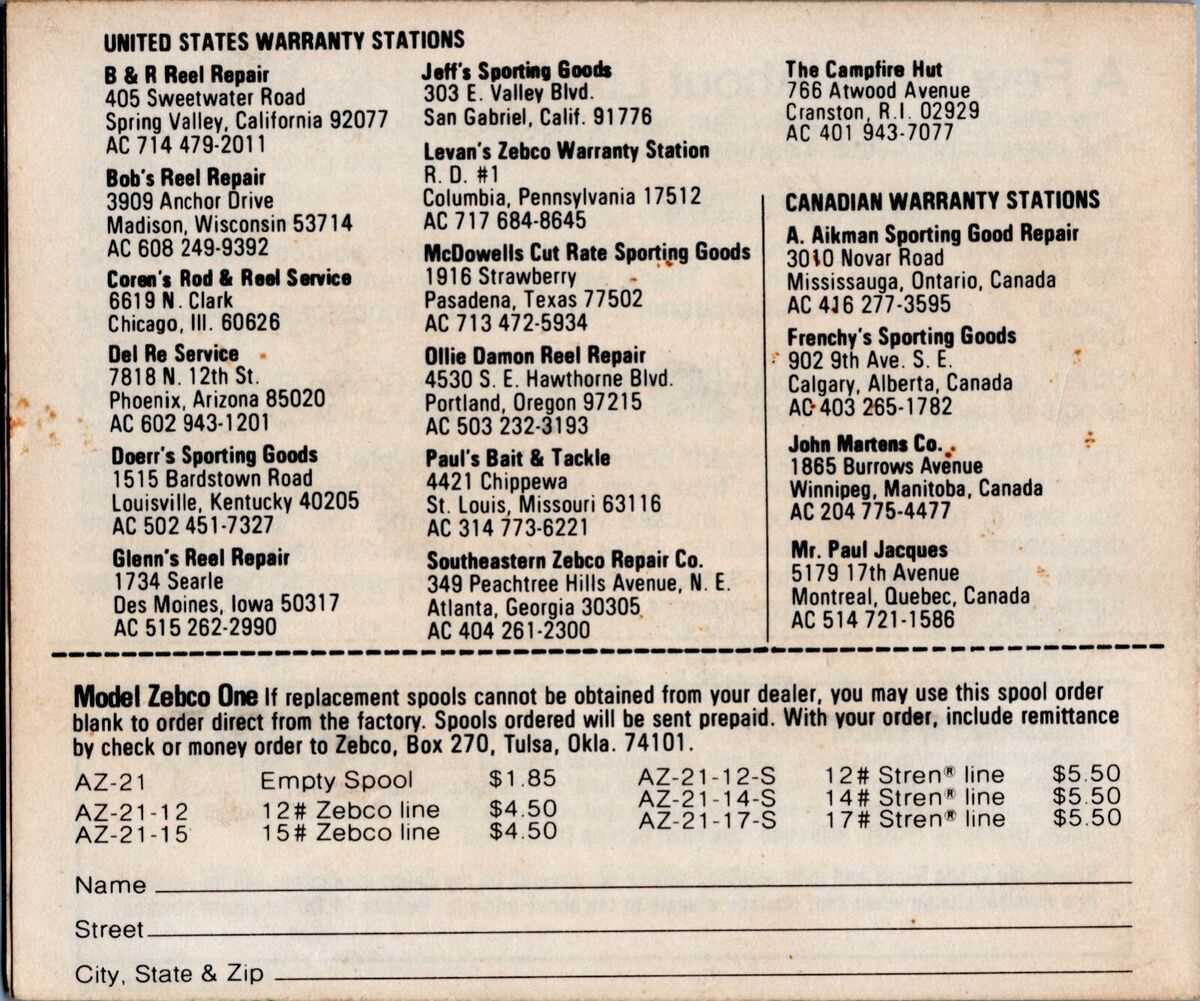 UNITED STATES WARRANTY STATIONS
B & R Reel Repair
405 Sweetwater Road
Spring Valley, California 92077
AC 714 479-2011
Bob's Reel Repair
3909 Anchor Drive
Madison, Wisconsin 53714
AC 608 249-9392
Coren's Rod & Reel Service
6619 N. Clark
Chicago, Ill. 60626
Del Re Service
7818 N. 12th St.
Phoenix, Arizona 85020
AC 602 943-1201
Doerr's Sporting Goods
1515 Bardstown Road
Louisville, Kentucky 40205
AC 502 451-7327
Glenn's Reel Repair
1734 Searle
Des Moines, Iowa 50317
AC 515 262-2990
Jeff's Sporting Goods
303 E. Valley Blvd.
San Gabriel, Calif. 91776
Levan's Zebco Warranty Station
R. D. #1
Columbia, Pennsylvania 17512
AC 717 684-8645
McDowells Cut Rate Sporting Goods
1916 Strawberry
Pasadena, Texas 77502
AC 713 472-5934
Ollie Damon Reel Repair
4530 S. E. Hawthorne Blvd.
Portland, Oregon 97215
AC 503 232-3193
Paul's Bait & Tackle
4421 Chippewa
St. Louis, Missouri 63116
AC 314 773-6221
Southeastern Zebco Repair Co.
349 Peachtree Hills Avenue, N. E.
Atlanta, Georgia 30305
AC 404 261-2300
The Campfire Hut
766 Atwood Avenue
Cranston, R.I. 02929
AC 401 943-7077
CANADIAN WARRANTY STATIONS
A. Aikman Sporting Good Repair
3010 Novar Road
Mississauga, Ontario, Canada
AC 416 277-3595
Frenchy's Sporting Goods
902 9th Ave. S. E.
Calgary, Alberta, Canada
AC 403 265-1782
John Martens Co.
1865 Burrows Avenue
Winnipeg, Manitoba, Canada
AC 204 775-4477
Mr. Paul Jacques
5179 17th Avenue
Montreal, Quebec, Canada
AC 514 721-1586
Model Zebco One If replacement spools cannot be obtained from your dealer, you may use this spool order
blank to order direct from the factory. Spools ordered will be sent prepaid. With your order, include remittance
by check or money order to Zebco, Box 270, Tulsa, Okla. 74101.
AZ-21 Empty Spool $1.85
AZ-21-12 12# Zebco line $4.50
AZ-21-15 15# Zebco line $4.50
AZ-21-12-S 12# Stren® line $5.50
AZ-21-14-S 14# Stren® line $5.50
AZ-21-17-S 17# Stren® line $5.50
Name
Street
City, State & Zip